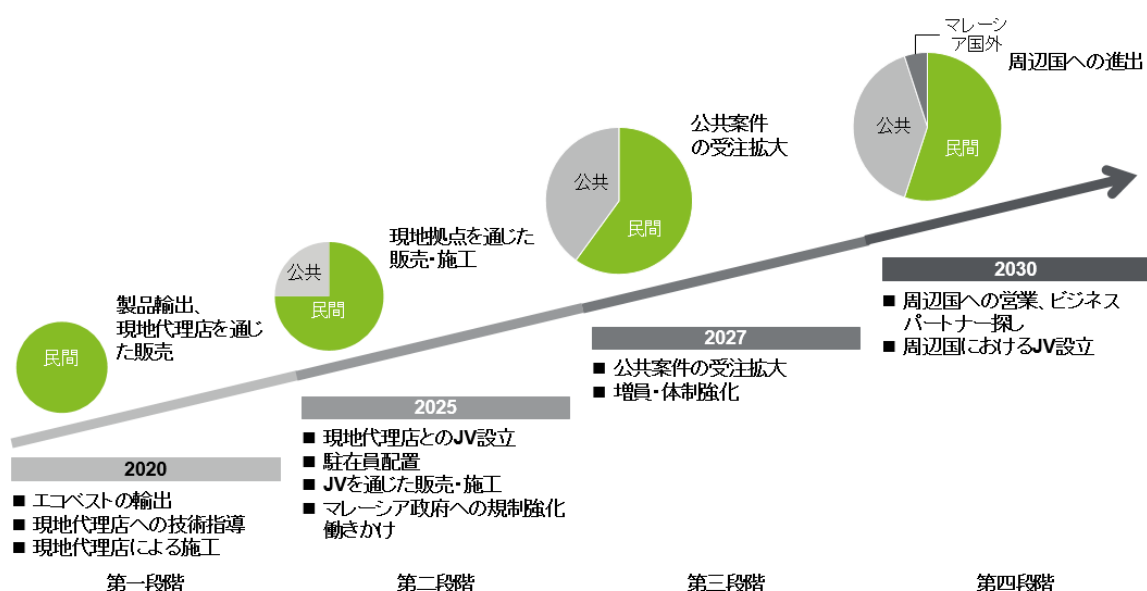 民間
製品輸出、
現地代理店を通じ
た販売
2020
■ エコベストの輸出
■ 現地代理店への技術指導
■ 現地代理店による施工
第一段階
公共
民間
現地拠点を通じた
販売・施工
2025
■ 現地代理店とのJV設立
■ 駐在員配置
■ JVを通じた販売・施工
■ マレーシア政府への規制強化
働きかけ
第二段階
公共
民間
公共案件
の受注拡大
2027
■ 公共案件の受注拡大
■ 増員・体制強化
第三段階
マレーシ
ア国外
公共
民間
周辺国への進出
2030
■ 周辺国への営業、ビジネス
パートナー探し
■ 周辺国におけるJV設立
第四段階